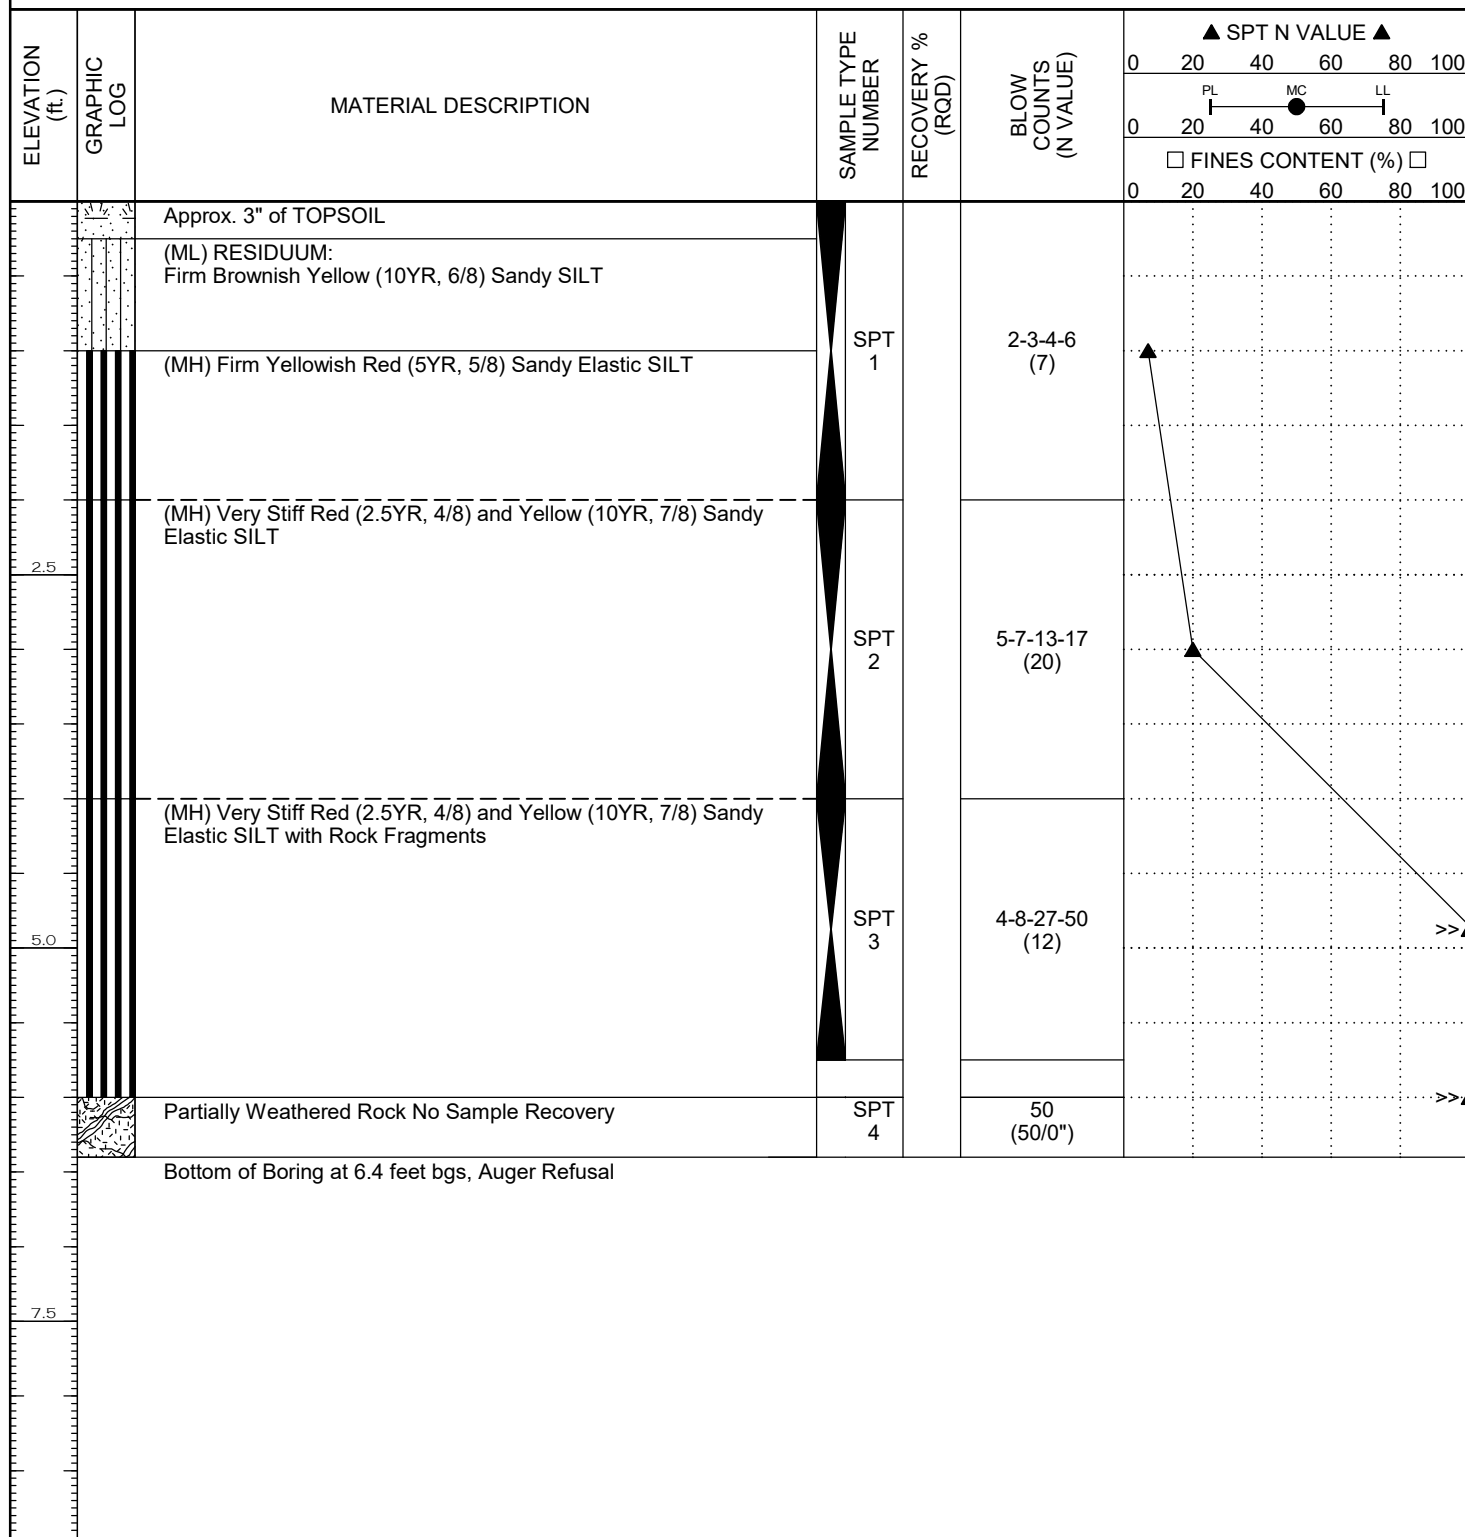 ELEVATION
(ft.)
GRAPHIC
LOG
MATERIAL DESCRIPTION
SAMPLE TYPE
NUMBER
RECOVERY %
(RQD)
BLOW
COUNTS
(N VALUE)
▲ SPT N VALUE ▲
0 20 40 60 80 100
PL MC LL
0 20 40 60 80 100
□ FINES CONTENT (%) □
0 20 40 60 80 100
Approx. 3" of TOPSOIL
(ML) RESIDUUM:
Firm Brownish Yellow (10YR, 6/8) Sandy SILT
SPT
1
2-3-4-6
(7)
(MH) Firm Yellowish Red (5YR, 5/8) Sandy Elastic SILT
(MH) Very Stiff Red (2.5YR, 4/8) and Yellow (10YR, 7/8) Sandy
Elastic SILT
2.5
SPT
2
5-7-13-17
(20)
(MH) Very Stiff Red (2.5YR, 4/8) and Yellow (10YR, 7/8) Sandy
Elastic SILT with Rock Fragments
SPT
3
4-8-27-50
(12)
>>▲
5.0
Partially Weathered Rock No Sample Recovery
SPT
4
50
(50/0")
>>▲
Bottom of Boring at 6.4 feet bgs, Auger Refusal
7.5